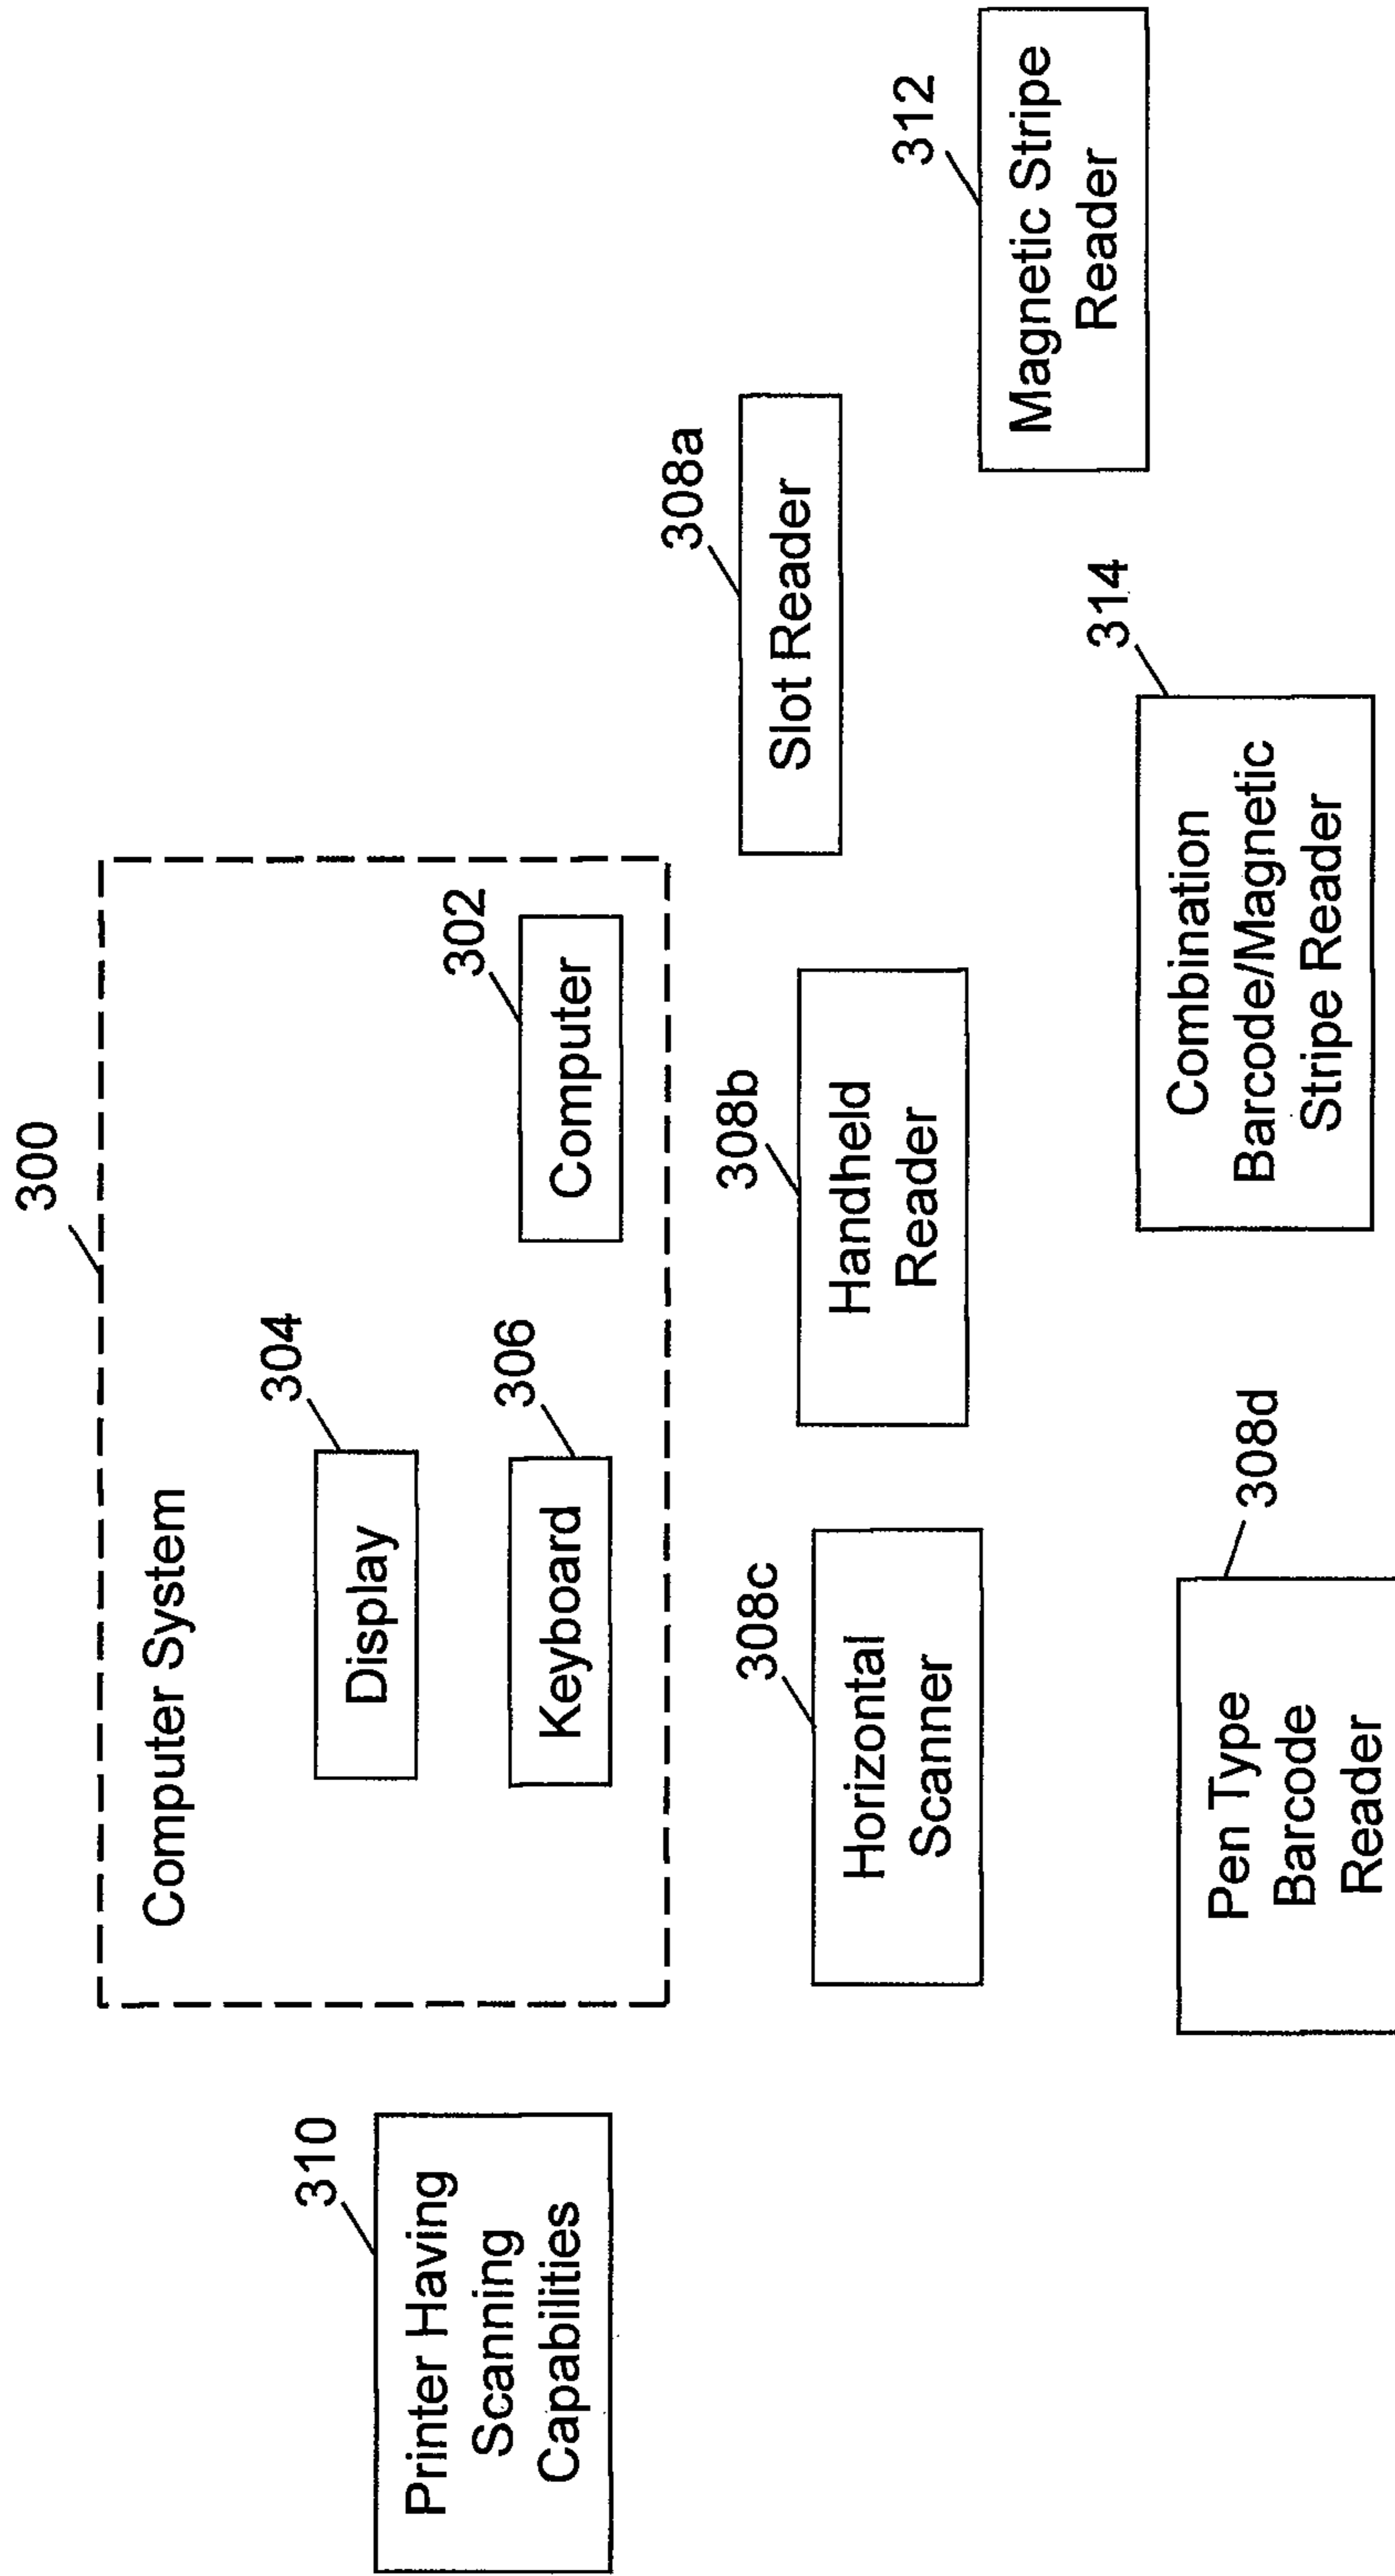 300
Computer System
310
Printer Having
Scanning
Capabilities
304
Display
306
Keyboard
302
Computer
308c
Horizontal
Scanner
308b
Handheld
Reader
308a
Slot Reader
308d
Pen Type
Barcode
Reader
314
Combination
Barcode/Magnetic
Stripe Reader
312
Magnetic Stripe
Reader